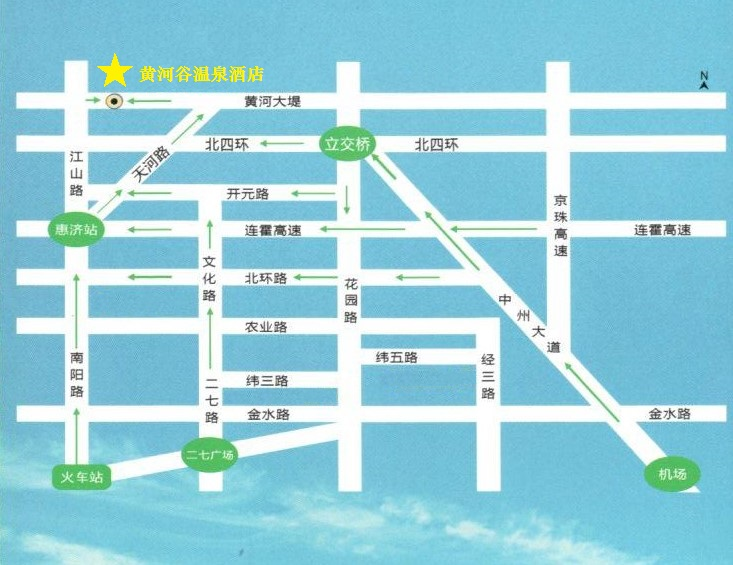 黄河谷温泉酒店
N
黄河大堤
北四环
立交桥
北四环
天河路
江山路
开元路
京珠高速
惠济站
连霍高速
连霍高速
文化路
北环路
花园路
中州大道
农业路
南阳路
纬五路
经三路
纬三路
二七路
金水路
金水路
二七广场
火车站
机场